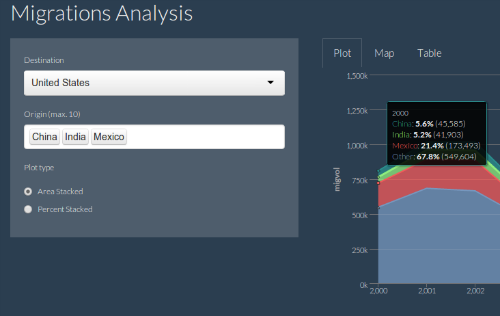 Migrations Analysis
Destination
United States
Origin (max. 10)
China India Mexico
Plot type
Area Stacked
Percent Stacked
Plot Map Table
1,500k
1,250k
1,000k
750k
500k
250k
0k
migvol
2000
China: 5.6% (45,585)
India: 5.2% (41,903)
Mexico: 21.4% (173,493)
Other: 67.8% (549,604)
2,000 2,001 2,002